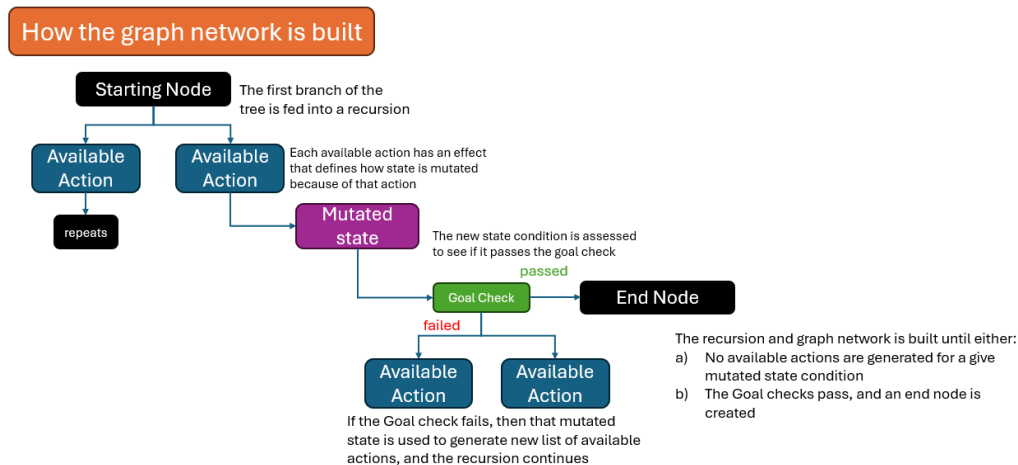 How the graph network is built
Starting Node
The first branch of the
tree is fed into a recursion
Available
Action
Available
Action
Each available action has an effect
that defines how state is mutated
because of that action
repeats
Mutated
state
The new state condition is assessed
to see if it passes the goal check
passed
Goal Check
End Node
failed
Available
Action
Available
Action
If the Goal check fails, then that mutated
state is used to generate new list of available
actions, and the recursion continues
The recursion and graph network is built until either:
a) No available actions are generated for a give
mutated state condition
b) The Goal checks pass, and an end node is
created